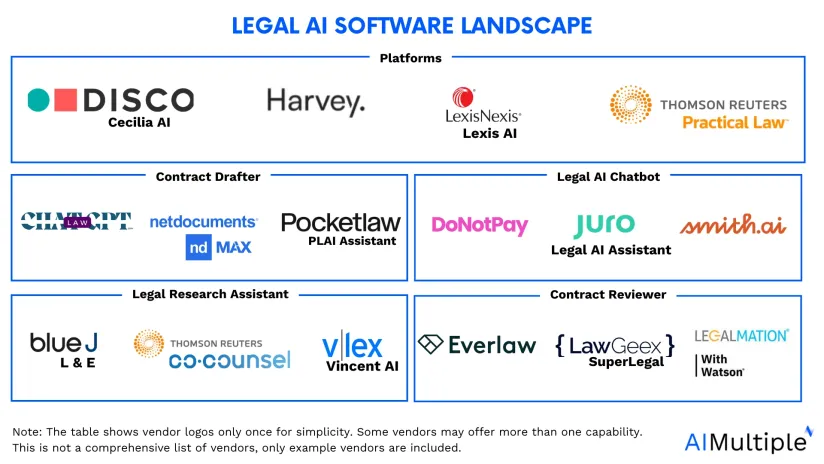 LEGAL AI SOFTWARE LANDSCAPE
Platforms
DISCO
Cecilia AI
Harvey.
LexisNexis®
Lexis AI
THOMSON REUTERS
Practical Law™
Contract Drafter
CHATGPT
LAW
netdocuments®
nd MAX
Pocketlaw
PLAI Assistant
Legal AI Chatbot
DoNotPay
JURO
Legal AI Assistant
smith.ai
Legal Research Assistant
blue J
L & E
THOMSON REUTERS
CO·COUNSEL
v|lex
Vincent AI
Contract Reviewer
Everlaw
{LawGeex}
SuperLegal
LEGALMATION®
With
Watson®
Note: The table shows vendor logos only once for simplicity. Some vendors may offer more than one capability.
This is not a comprehensive list of vendors, only example vendors are included.
AIMultiple